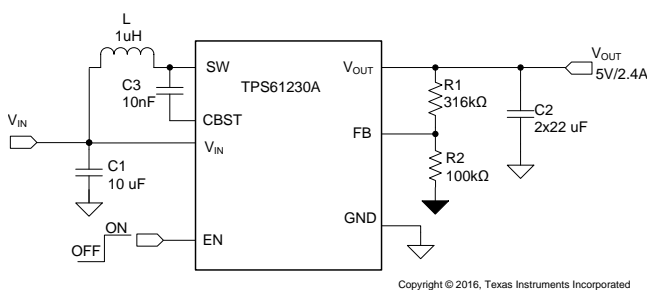 L
1uH
SW
C3
10nF
CBST
TPS61230A
VIN
VIN
C1
10 uF
ON
OFF
EN
VOUT
R1
316kΩ
FB
R2
100kΩ
GND
C2
2x22 uF
VOUT
5V/2.4A
Copyright © 2016, Texas Instruments Incorporated